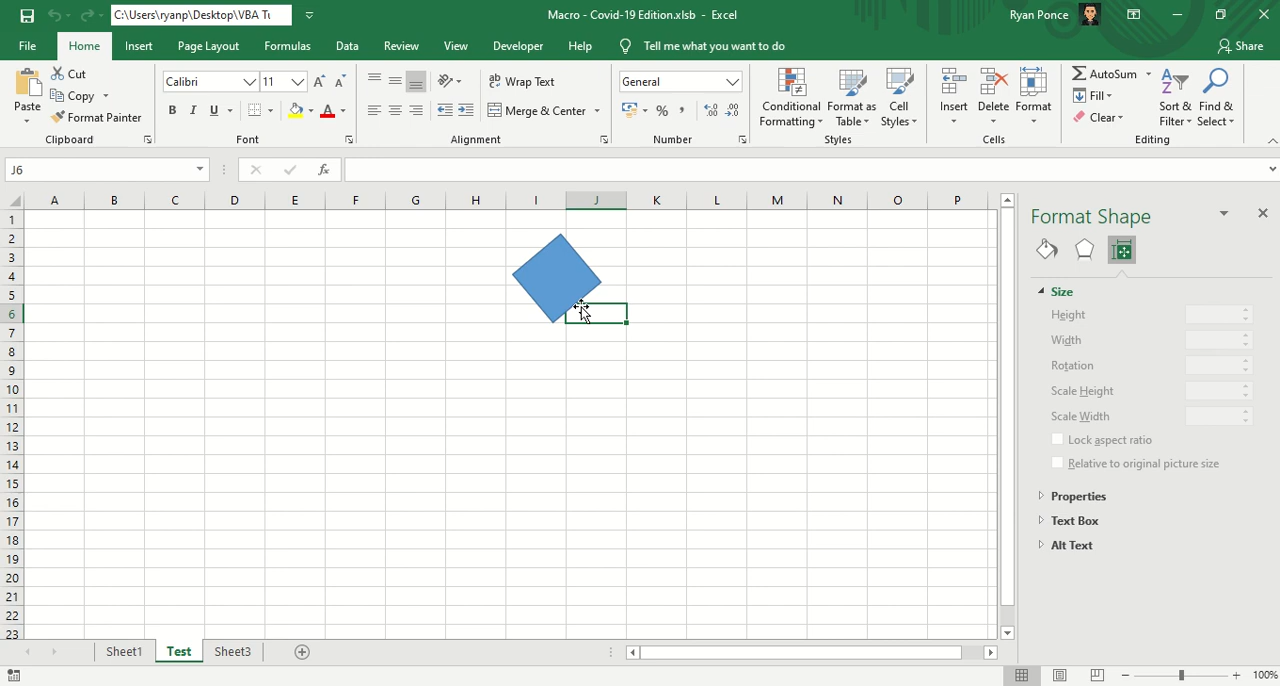 C:\Users\ryanp\Desktop\VBA Tu
Macro - Covid-19 Edition.xlsb - Excel
Ryan Ponce
File Home Insert Page Layout Formulas Data Review View Developer Help Tell me what you want to do Share
Paste
Cut
Copy
Format Painter
Clipboard
Calibri 11
B I U A
Font
Wrap Text
Merge & Center
Alignment
General
% ,
Number
Conditional Formatting
Format as Table
Cell Styles
Styles
Insert Delete Format
Cells
AutoSum
Fill
Clear
Sort & Filter
Find & Select
Editing
J6
fx
A B C D E F G H I J K L M N O P
1
2
3
4
5
6
7
8
9
10
11
12
13
14
15
16
17
18
19
20
21
22
23
Format Shape
Size
Height
Width
Rotation
Scale Height
Scale Width
Lock aspect ratio
Relative to original picture size
Properties
Text Box
Alt Text
Sheet1 Test Sheet3
100%